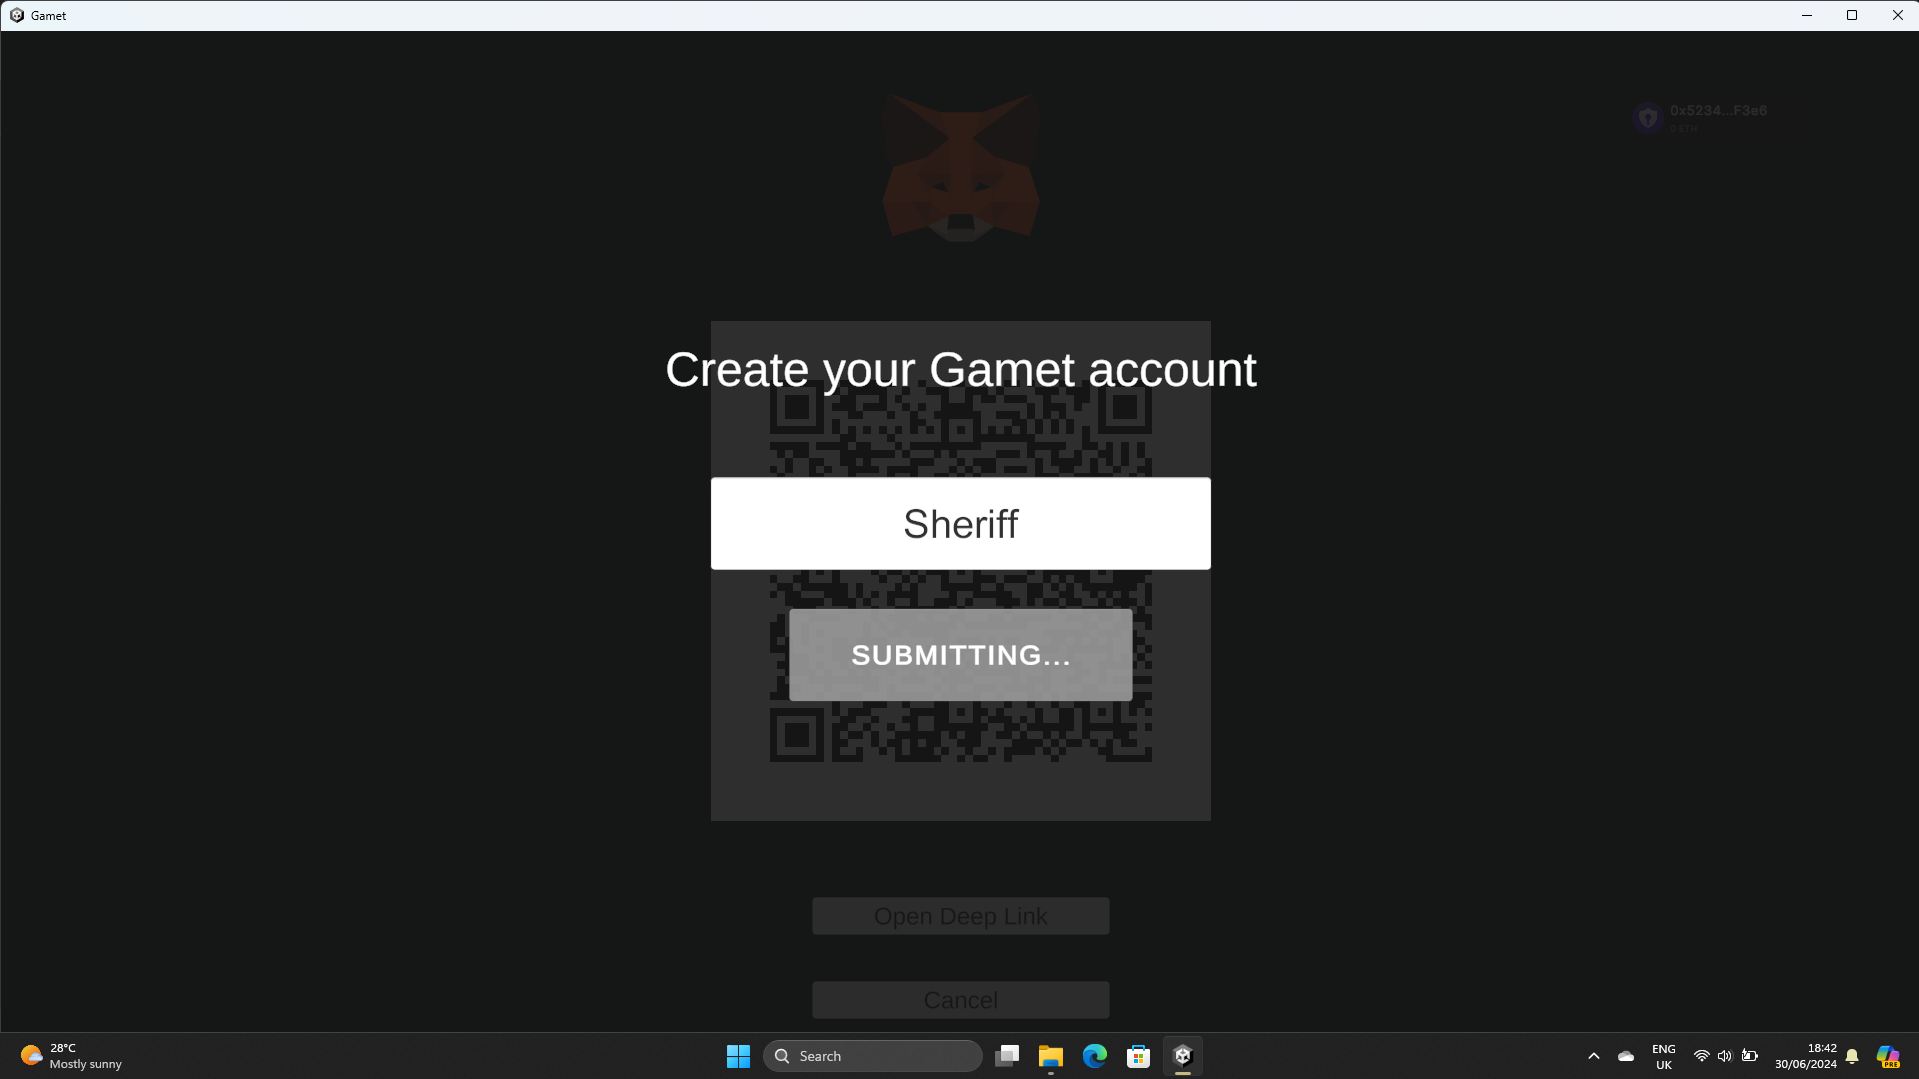 Gamet
0x5234...F3e6
0 ETH
Create your Gamet account
Sheriff
SUBMITTING...
Open Deep Link
Cancel
28°C
Mostly sunny
Search
ENG
UK
18:42
30/06/2024
PRE